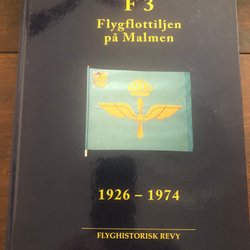 F 3
Flygflottiljen
på Malmen
1926 – 1974
FLYGHISTORISK REVY